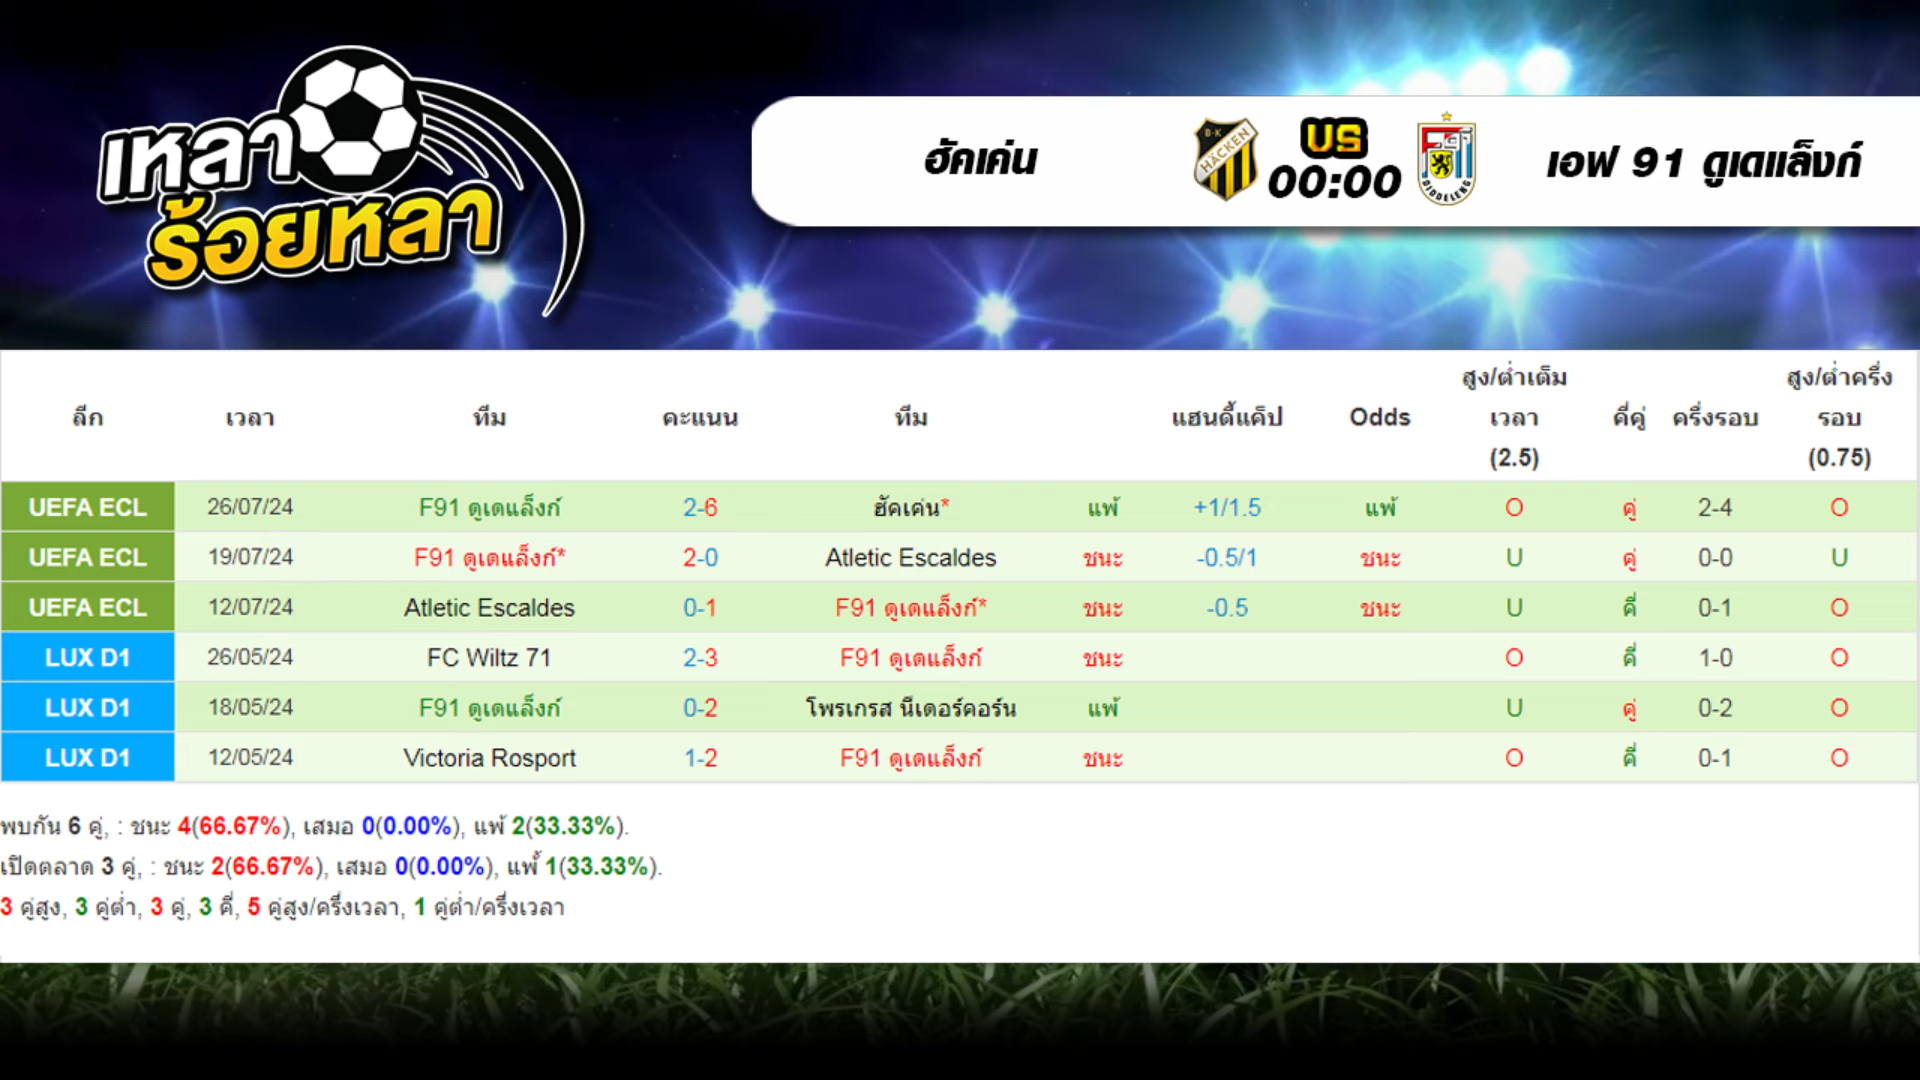 เหลา
ร้อยหลา
ฮัคเค่น
B·K
HÄCKEN
VS
00:00
F91
DIDDELENG
เอฟ 91 ดูเดแล็งก์
ลีก เวลา ทีม คะแนน ทีม แฮนดี้แค็ป Odds สูง/ต่ำเต็มเวลา (2.5) คี่คู่ ครึ่งรอบ สูง/ต่ำครึ่งรอบ (0.75)
UEFA ECL 26/07/24 F91 ดูเดแล็งก์ 2-6 ฮัคเค่น* แพ้ +1/1.5 แพ้ O คู่ 2-4 O
UEFA ECL 19/07/24 F91 ดูเดแล็งก์* 2-0 Atletic Escaldes ชนะ -0.5/1 ชนะ U คู่ 0-0 U
UEFA ECL 12/07/24 Atletic Escaldes 0-1 F91 ดูเดแล็งก์* ชนะ -0.5 ชนะ U คี่ 0-1 O
LUX D1 26/05/24 FC Wiltz 71 2-3 F91 ดูเดแล็งก์ ชนะ O คี่ 1-0 O
LUX D1 18/05/24 F91 ดูเดแล็งก์ 0-2 โพรเกรส นีเดอร์คอร์น แพ้ U คู่ 0-2 O
LUX D1 12/05/24 Victoria Rosport 1-2 F91 ดูเดแล็งก์ ชนะ O คี่ 0-1 O
พบกัน 6 คู่, : ชนะ 4(66.67%), เสมอ 0(0.00%), แพ้ 2(33.33%).
เปิดตลาด 3 คู่, : ชนะ 2(66.67%), เสมอ 0(0.00%), แพ้ 1(33.33%).
3 คู่สูง, 3 คู่ต่ำ, 3 คู่, 3 คี่, 5 คู่สูง/ครึ่งเวลา, 1 คู่ต่ำ/ครึ่งเวลา